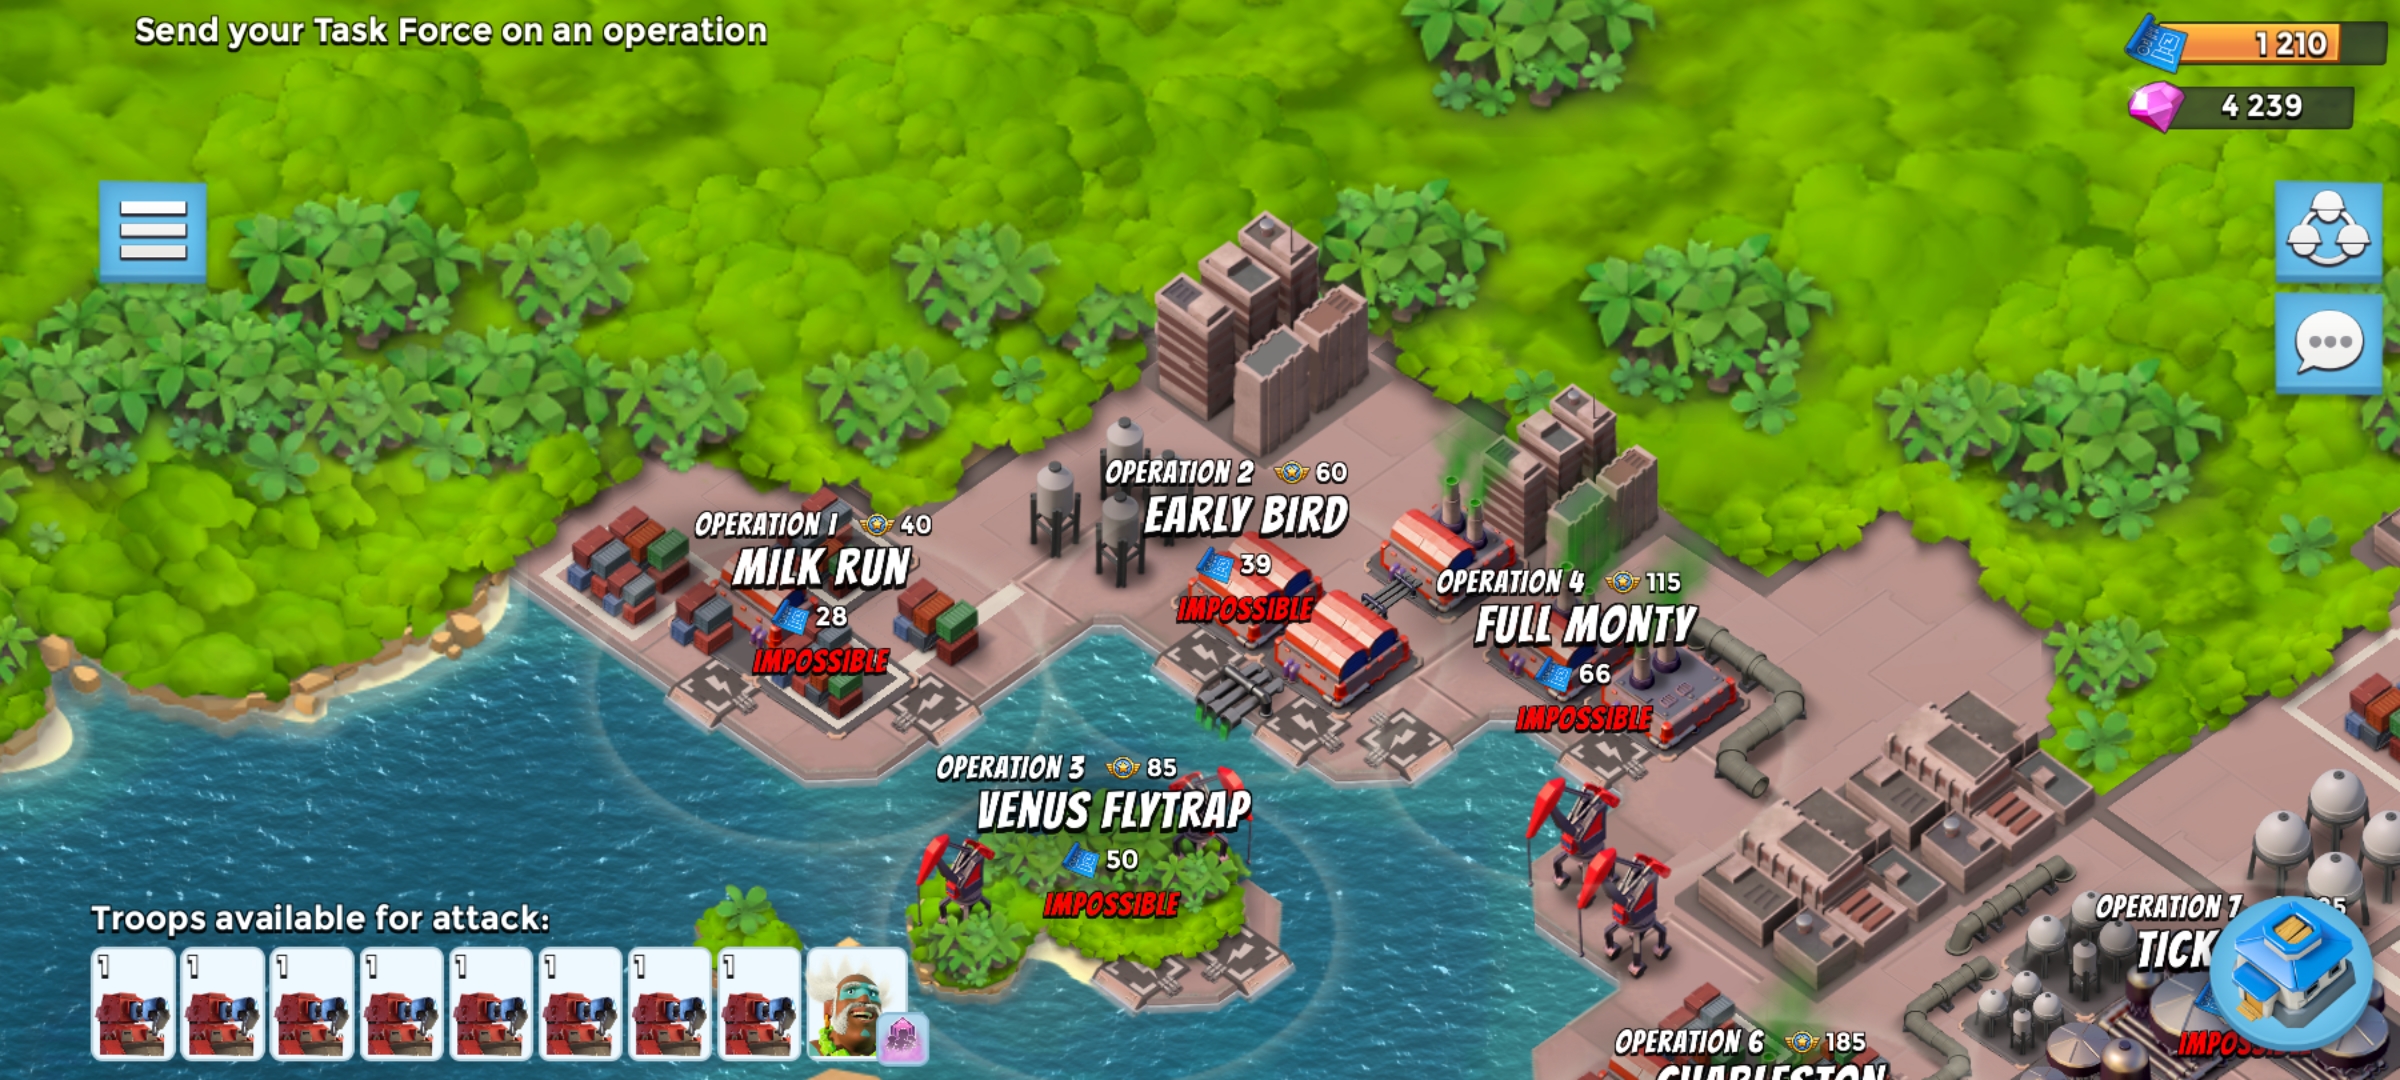 Send your Task Force on an operation
1 210
4 239
OPERATION 2 60
EARLY BIRD
39
IMPOSSIBLE
OPERATION 1 40
MILK RUN
28
IMPOSSIBLE
OPERATION 4 115
FULL MONTY
66
IMPOSSIBLE
OPERATION 3 85
VENUS FLYTRAP
50
IMPOSSIBLE
OPERATION 7
TICK
OPERATION 6 185
CHARLESTON
Troops available for attack:
1 1 1 1 1 1 1 1